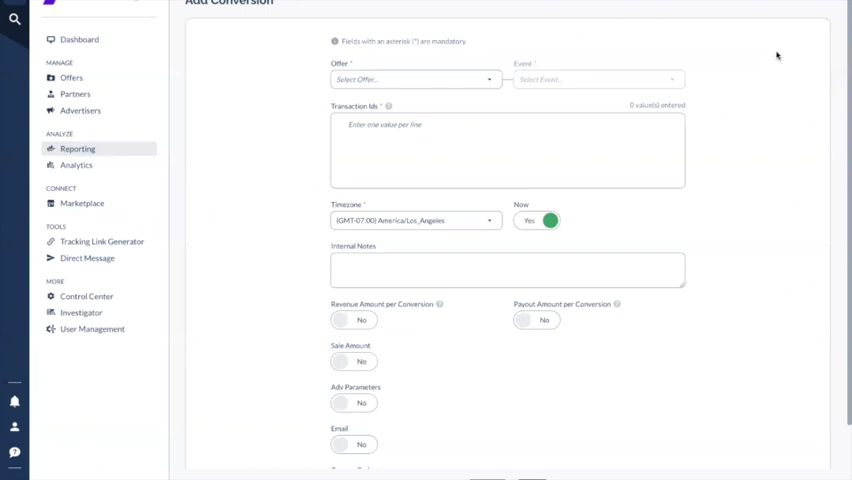 Add Conversion
Fields with an asterisk (*) are mandatory.
Dashboard
MANAGE
Offers
Partners
Advertisers
ANALYZE
Reporting
Analytics
CONNECT
Marketplace
TOOLS
Tracking Link Generator
Direct Message
MORE
Control Center
Investigator
User Management
Offer *
Event *
Select Offer..
Select Event...
Transaction Ids *
0 value(s) entered
Enter one value per line
Timezone *
Now
(GMT-07:00) America/Los_Angeles
Yes
Internal Notes
Revenue Amount per Conversion
Payout Amount per Conversion
No
No
Sale Amount
No
Adv Parameters
No
Email
No